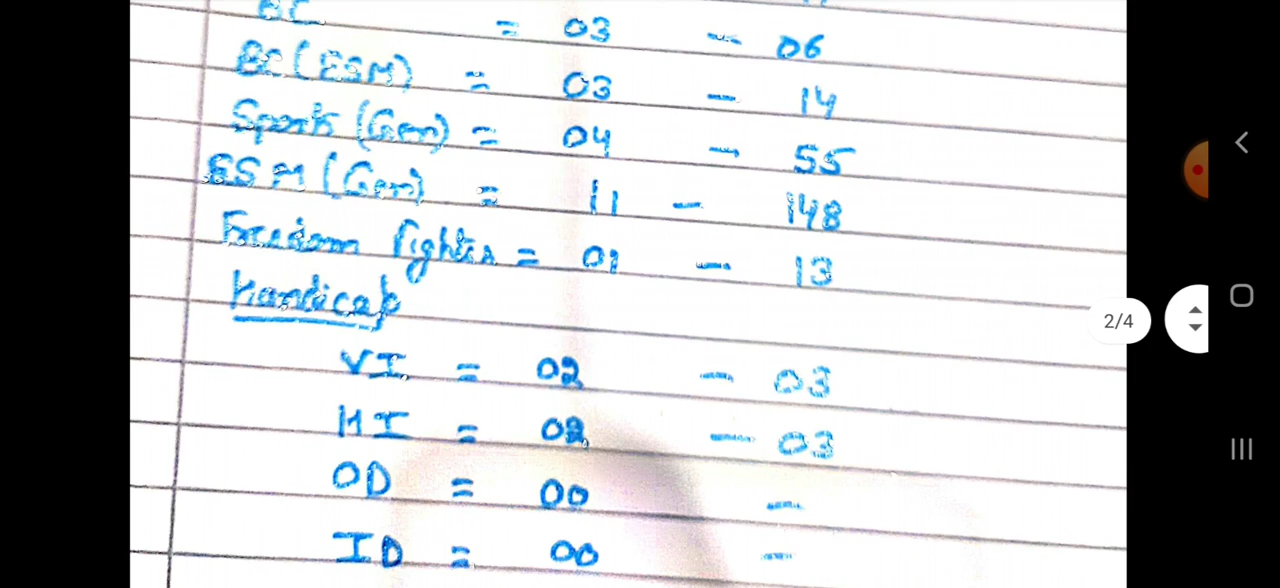 = 03 - 06
BC (ESM) = 03 - 14
Sports (Gen) = 04 - 55
ESM (Gen) = 11 - 148
Freedom fighter = 01 - 13
Handicap
VI = 02 - 03
HI = 02 - 03
OD = 00 -
ID = 00 -
2/4